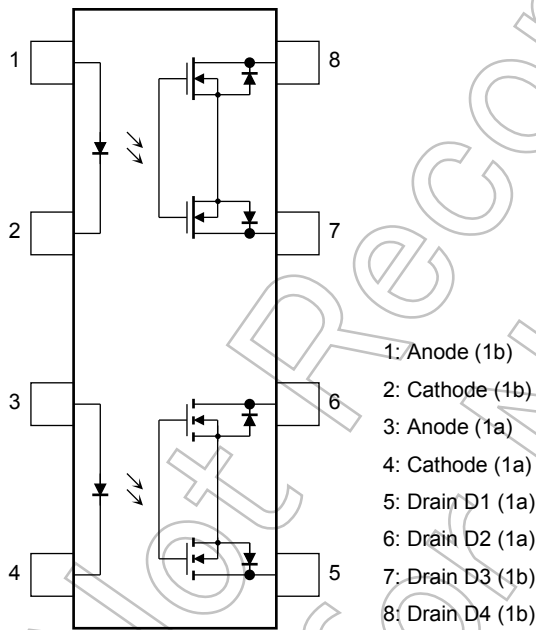 1
8
2
7
3
6
4
5
1: Anode (1b)
2: Cathode (1b)
3: Anode (1a)
4: Cathode (1a)
5: Drain D1 (1a)
6: Drain D2 (1a)
7: Drain D3 (1b)
8: Drain D4 (1b)